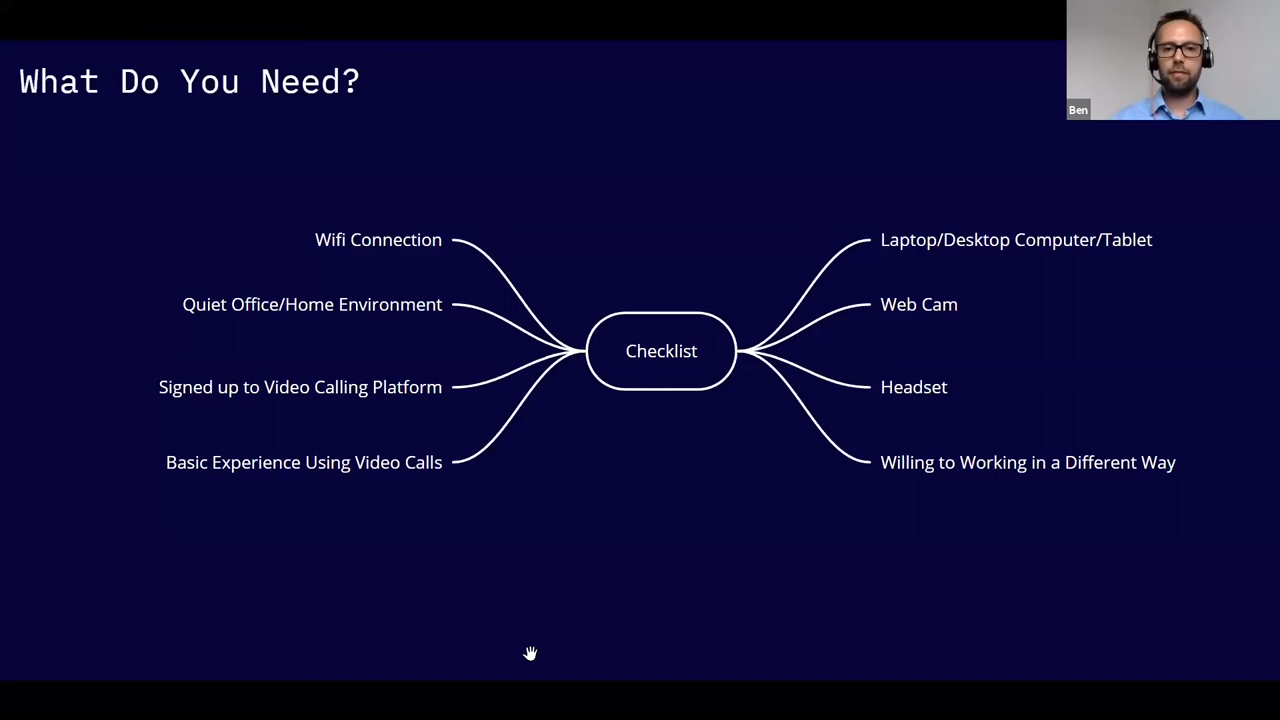 What Do You Need?
Ben
Wifi Connection
Quiet Office/Home Environment
Signed up to Video Calling Platform
Basic Experience Using Video Calls
Checklist
Laptop/Desktop Computer/Tablet
Web Cam
Headset
Willing to Working in a Different Way